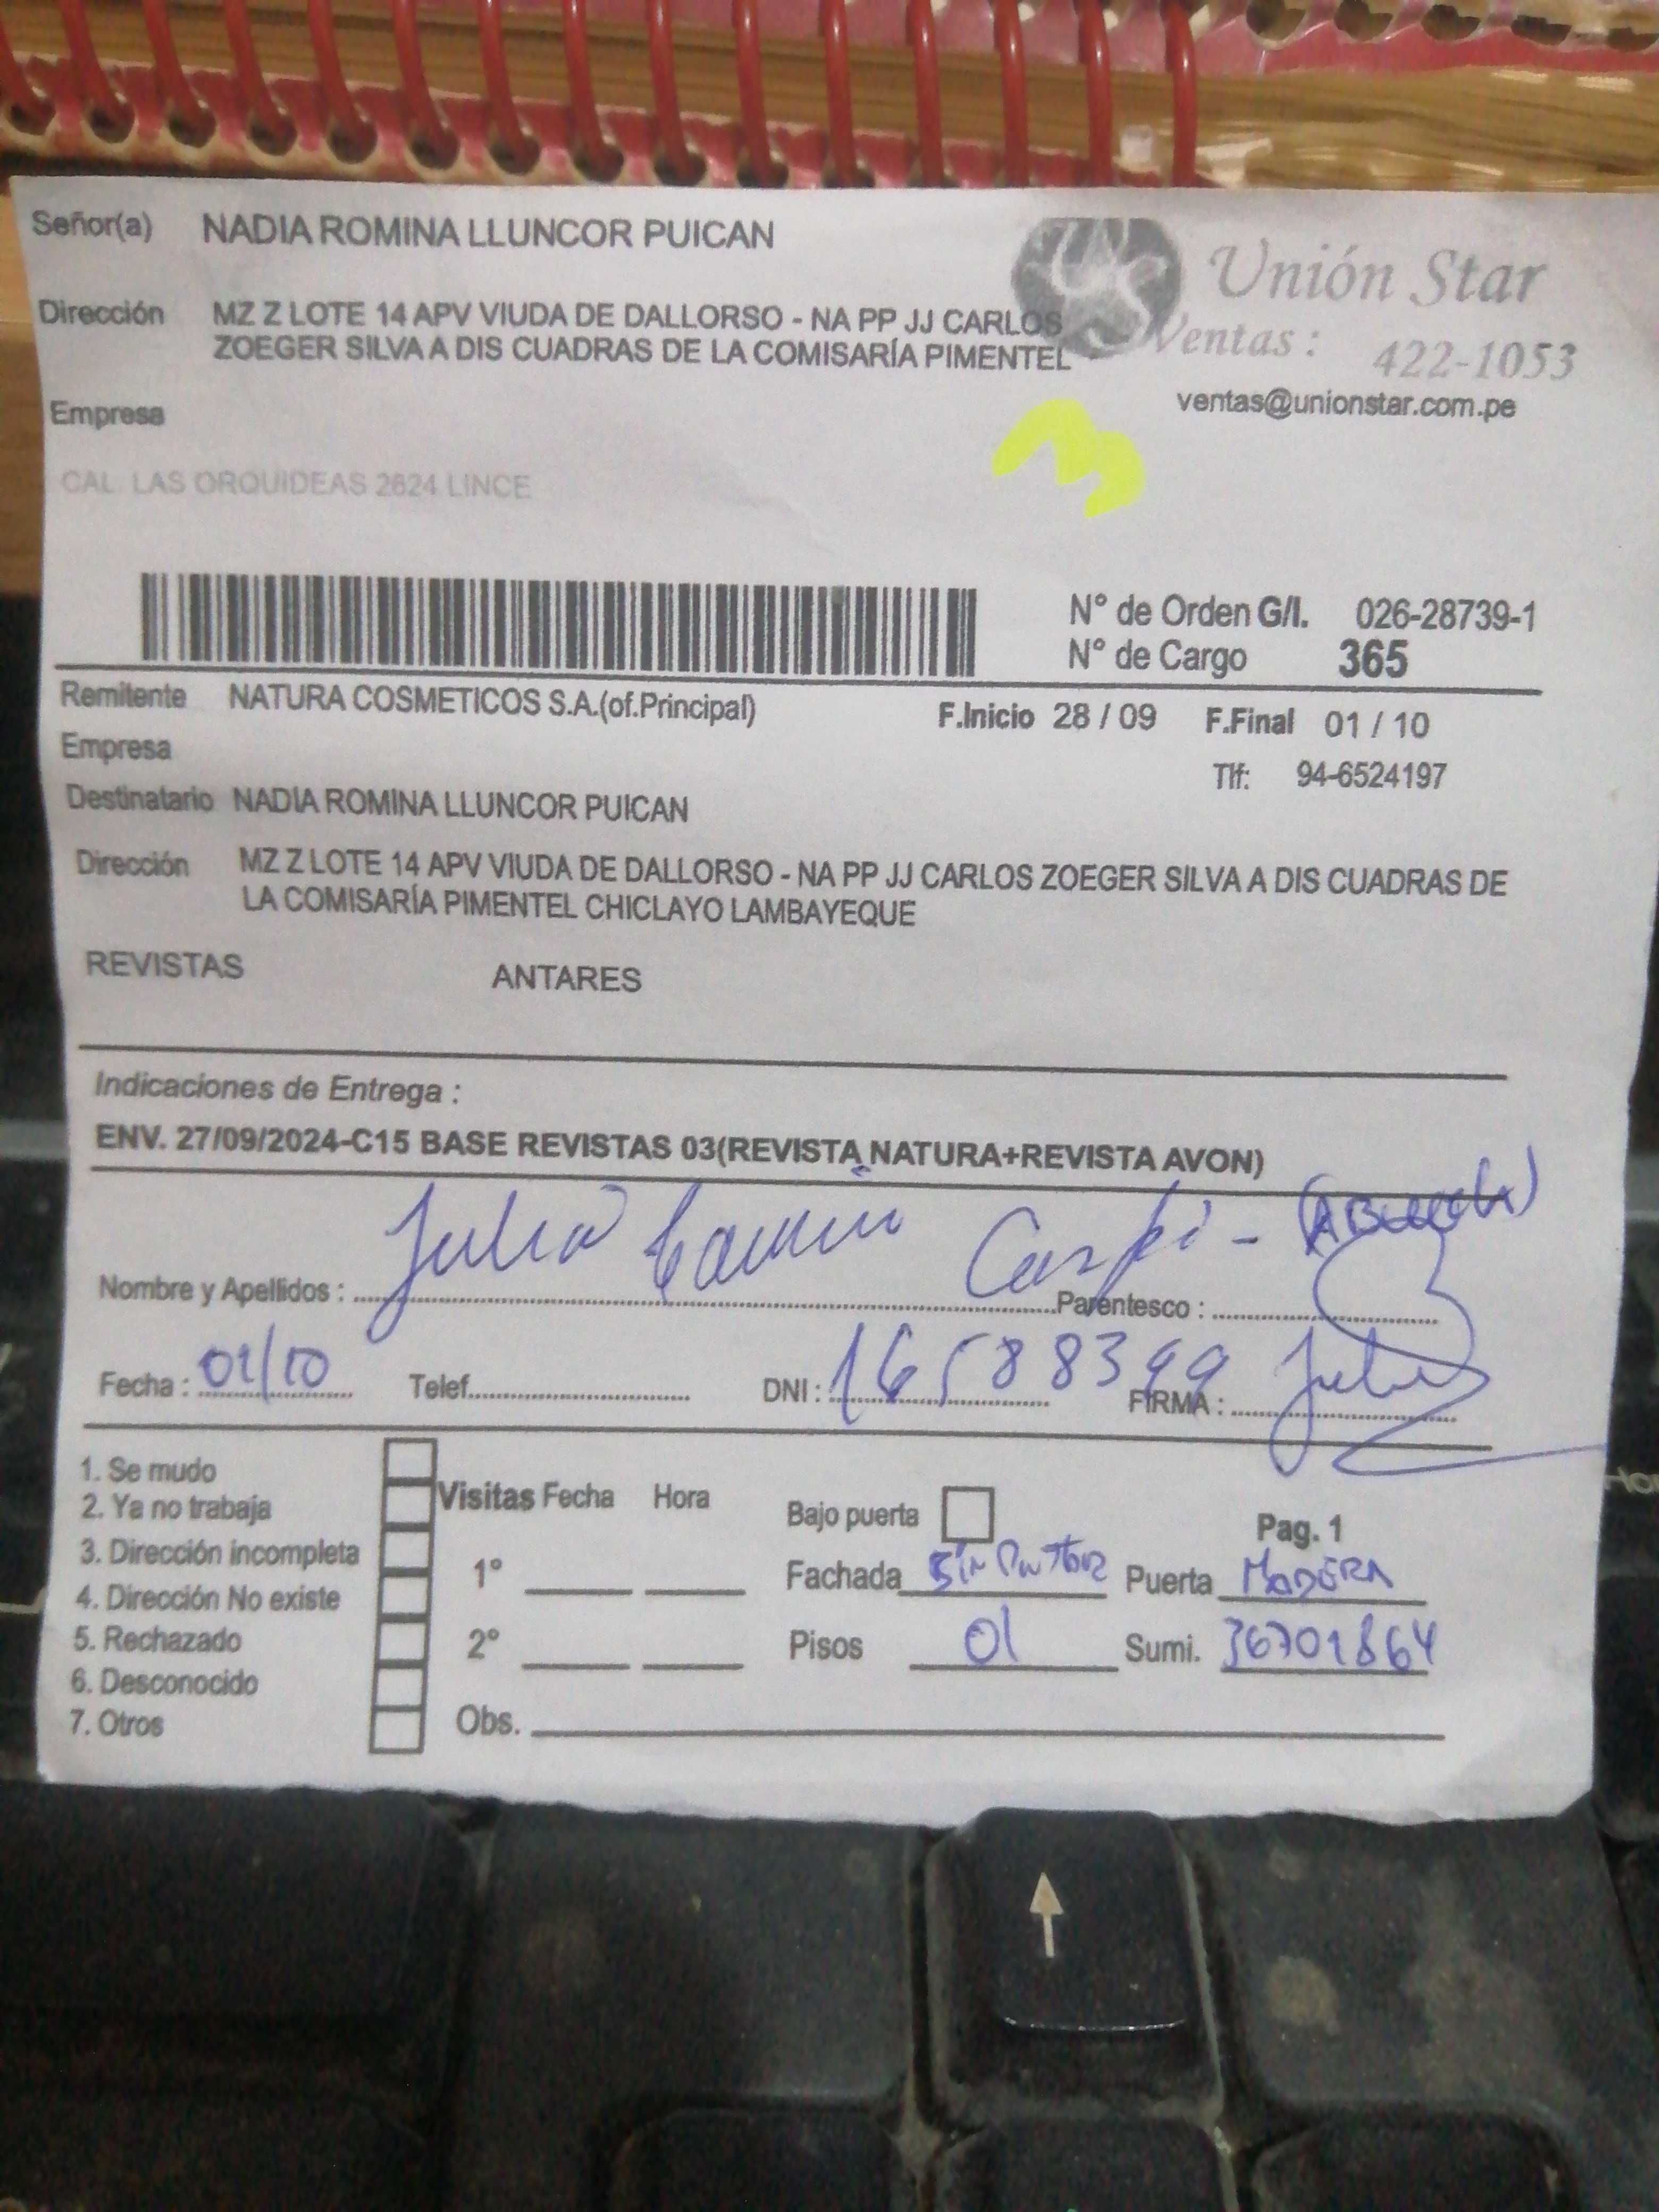 Señor(a) NADIA ROMINA LLUNCOR PUICAN
Unión Star
Dirección MZ Z LOTE 14 APV VIUDA DE DALLORSO - NA PP JJ CARLOS
ZOEGER SILVA A DIS CUADRAS DE LA COMISARÍA PIMENTEL
Ventas : 422-1053
ventas@unionstar.com.pe
Empresa
3
CAL LAS ORQUIDEAS 2624 LINCE
N° de Orden G/I. 026-28739-1
N° de Cargo 365
Remitente NATURA COSMETICOS S.A.(of.Principal)
F.Inicio 28 / 09 F.Final 01 / 10
Empresa
Tlf: 94-6524197
Destinatario NADIA ROMINA LLUNCOR PUICAN
Dirección MZ Z LOTE 14 APV VIUDA DE DALLORSO - NA PP JJ CARLOS ZOEGER SILVA A DIS CUADRAS DE
LA COMISARÍA PIMENTEL CHICLAYO LAMBAYEQUE
REVISTAS ANTARES
Indicaciones de Entrega :
ENV. 27/09/2024-C15 BASE REVISTAS 03(REVISTA NATURA+REVISTA AVON)
Nombre y Apellidos : Julia Carpi - Parentesco : (Abuela)
Fecha : 01/10 Telef. DNI : 16588399 FIRMA :
1. Se mudo
2. Ya no trabaja
3. Dirección incompleta
4. Dirección No existe
5. Rechazado
6. Desconocido
7. Otros
Visitas Fecha Hora
1°
2°
Obs.
Bajo puerta Pag. 1
Fachada Sin Pintar Puerta MADERA
Pisos 01 Sumi. 36701864